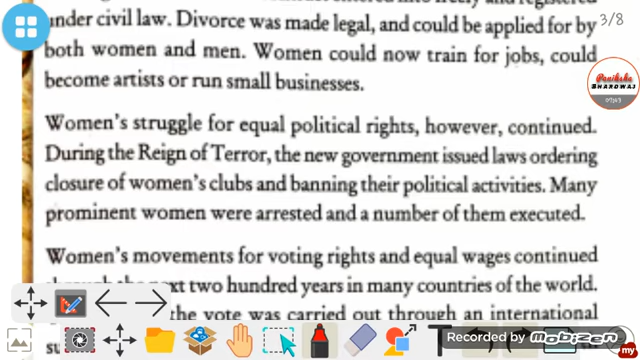 under civil law. Divorce was made legal, and could be applied for by
both women and men. Women could now train for jobs, could
become artists or run small businesses.
Women's struggle for equal political rights, however, continued.
During the Reign of Terror, the new government issued laws ordering
closure of women's clubs and banning their political activities. Many
prominent women were arrested and a number of them executed.
Women's movements for voting rights and equal wages continued
next two hundred years in many countries of the world.
the vote was carried out through an international
3/8
BHARDWAJ
T
Recorded by Mobizen
my